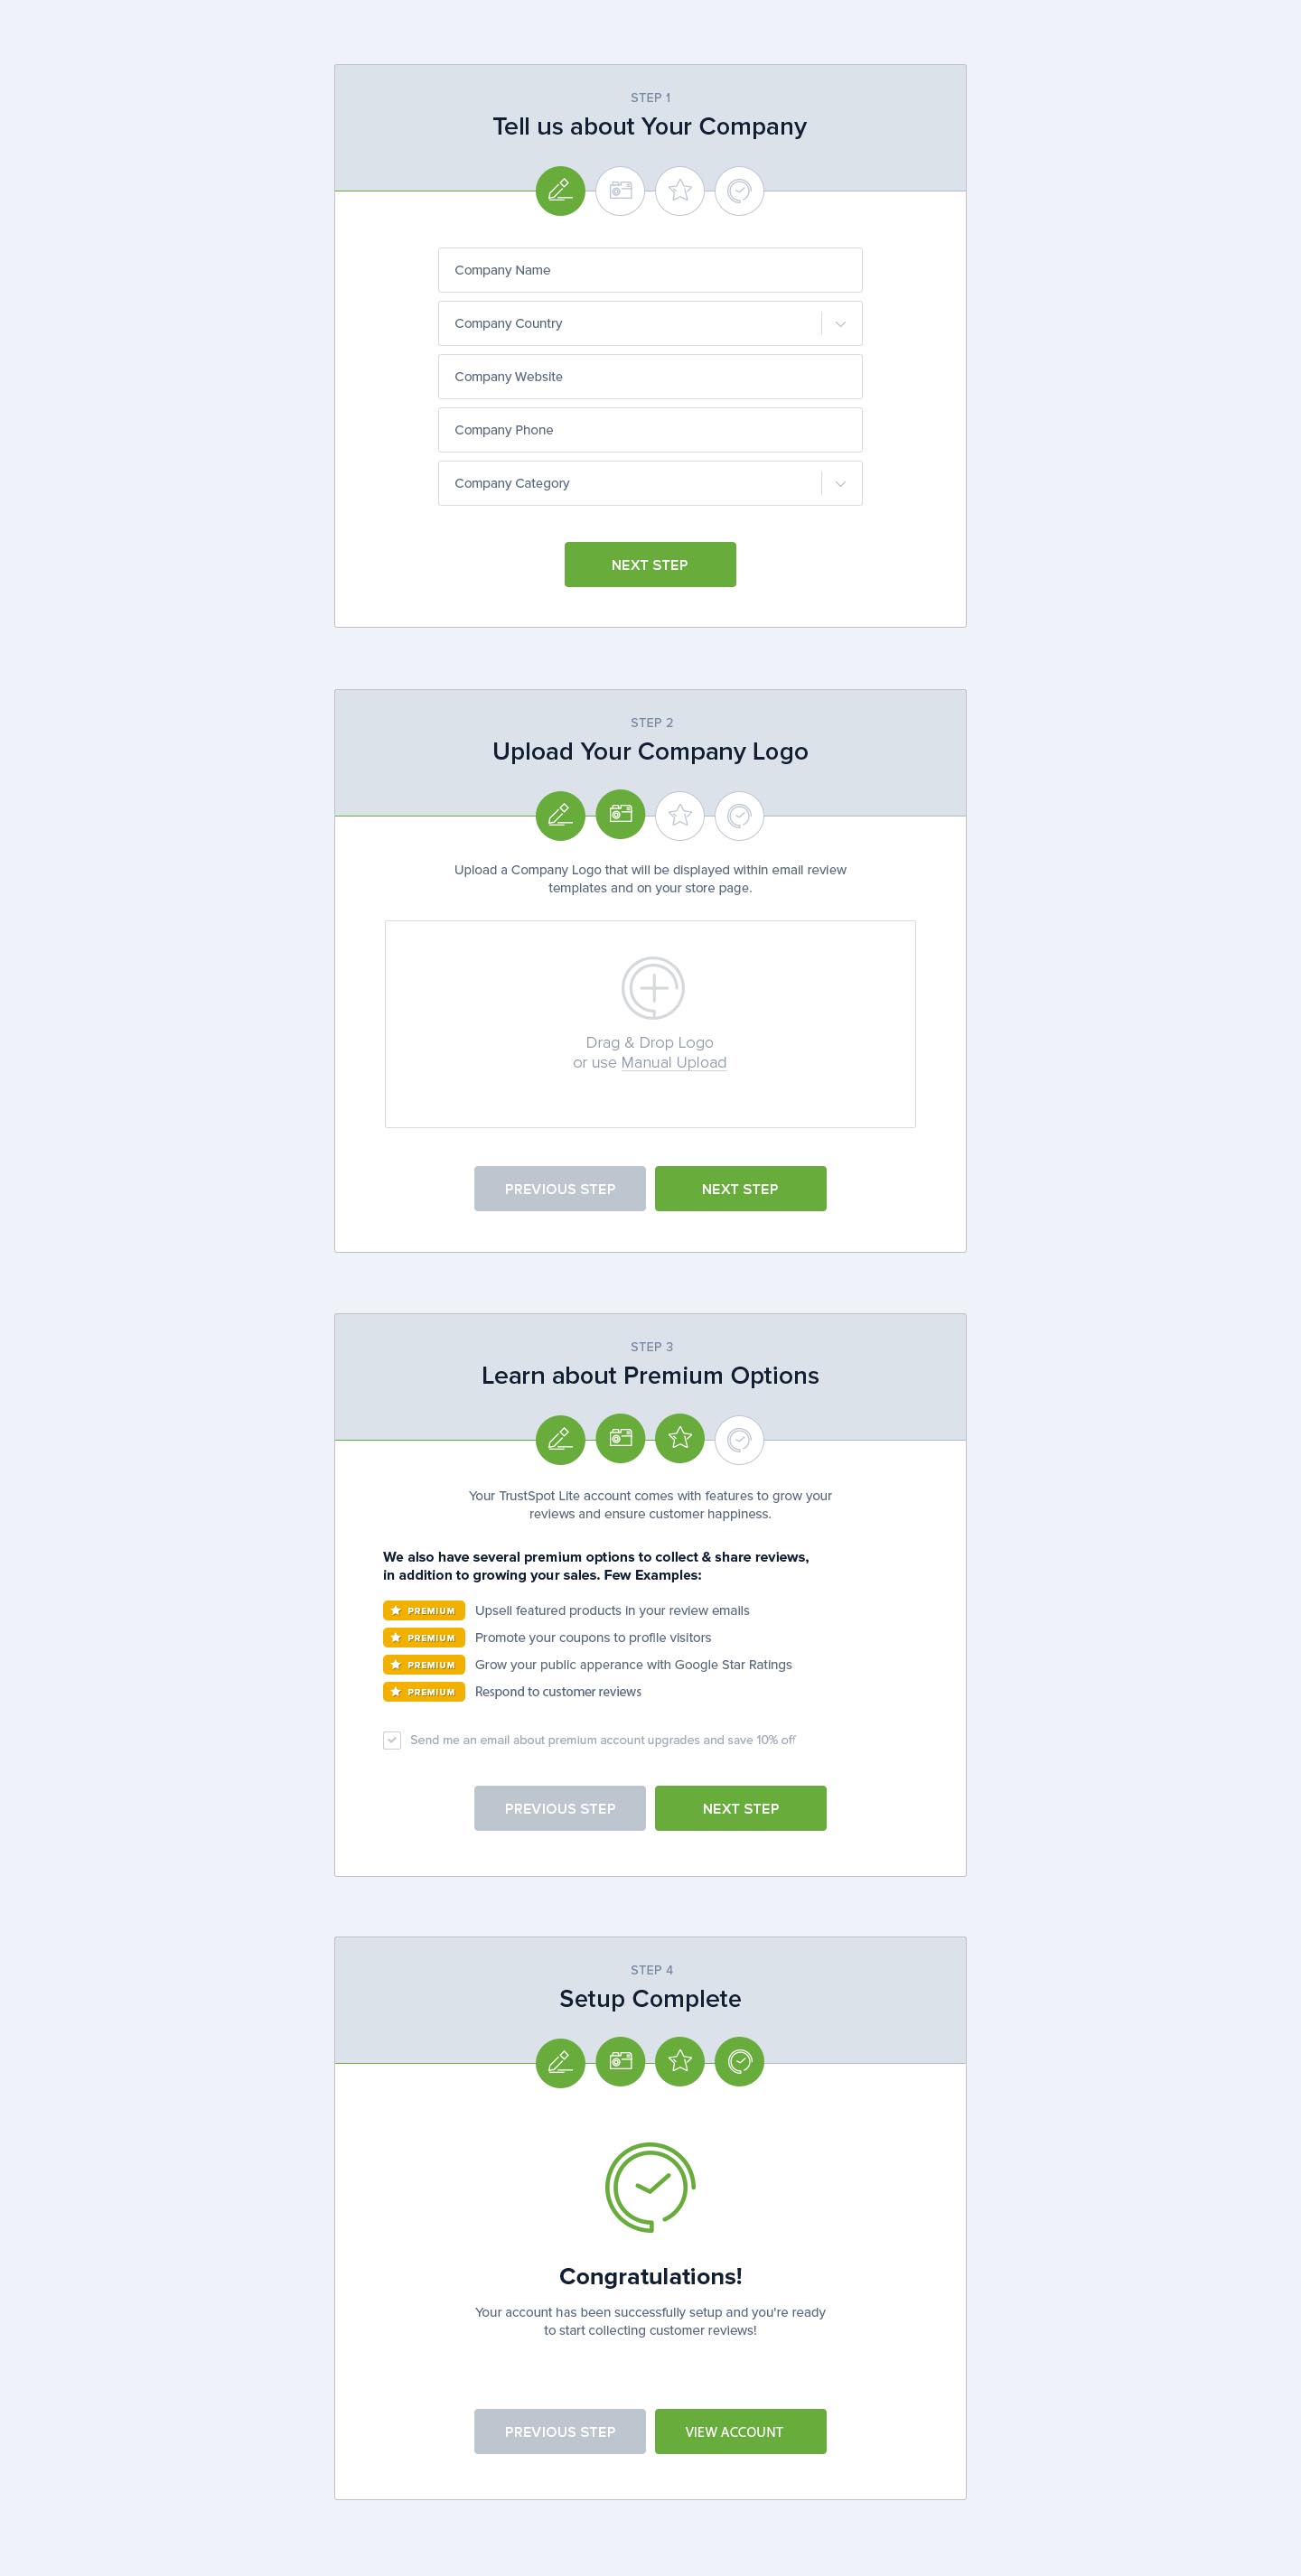 STEP 1
Tell us about Your Company
Company Name
Company Country
Company Website
Company Phone
Company Category
NEXT STEP
STEP 2
Upload Your Company Logo
Upload a Company Logo that will be displayed within email review
templates and on your store page.
Drag & Drop Logo
or use Manual Upload
PREVIOUS STEP
NEXT STEP
STEP 3
Learn about Premium Options
Your TrustSpot Lite account comes with features to grow your
reviews and ensure customer happiness.
We also have several premium options to collect & share reviews,
in addition to growing your sales. Few Examples:
PREMIUM Upsell featured products in your review emails
PREMIUM Promote your coupons to profile visitors
PREMIUM Grow your public apperance with Google Star Ratings
PREMIUM Respond to customer reviews
Send me an email about premium account upgrades and save 10% off
PREVIOUS STEP
NEXT STEP
STEP 4
Setup Complete
Congratulations!
Your account has been successfully setup and you're ready
to start collecting customer reviews!
PREVIOUS STEP
VIEW ACCOUNT